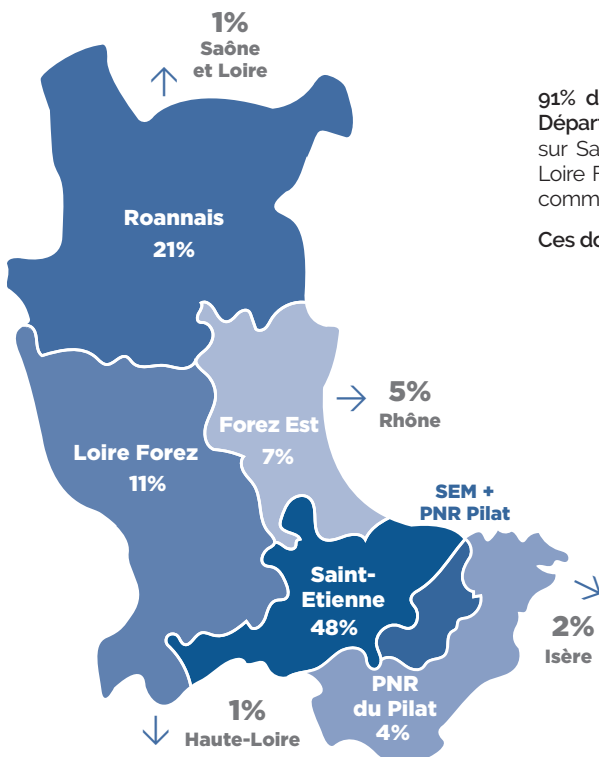 1%
Saône
et Loire
91% d
Départ
sur Sa
Loire F
comm
Ces do
Roannais
21%
5%
Rhône
Forez Est
7%
Loire Forez
11%
SEM +
PNR Pilat
Saint-
Etienne
48%
2%
Isère
PNR
du Pilat
4%
1%
Haute-Loire